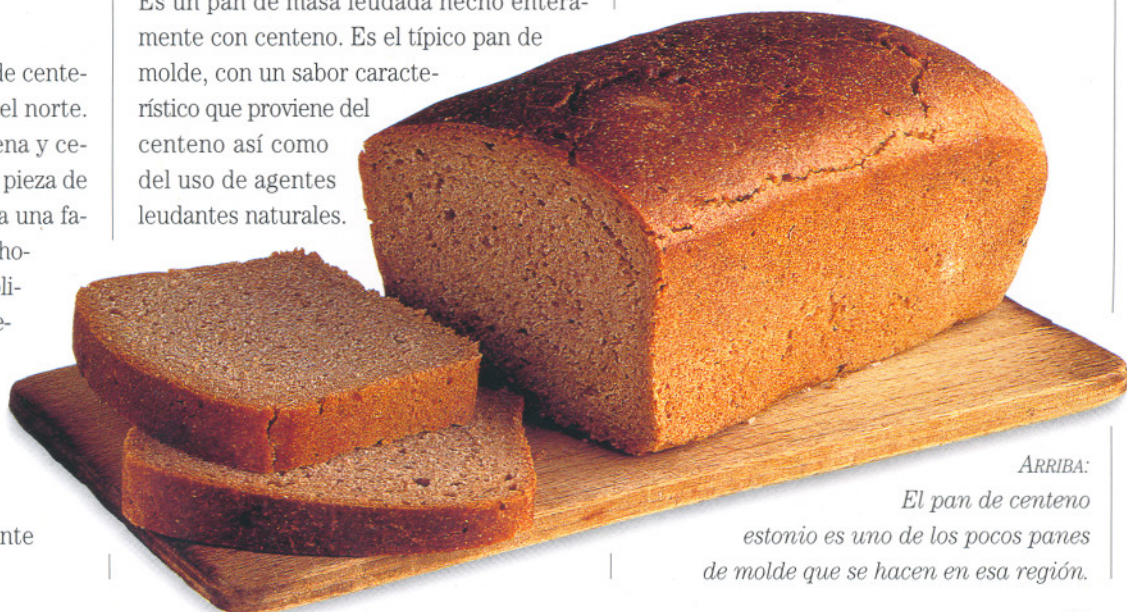 de cente-
el norte.
ena y ce-
pieza de
a una fa-
ho-
li-
e-
nte
Es un pan de masa leudada hecho entera-
mente con centeno. Es el típico pan de
molde, con un sabor caracte-
rístico que proviene del
centeno así como
del uso de agentes
leudantes naturales.
ARRIBA:
El pan de centeno
estonio es uno de los pocos panes
de molde que se hacen en esa región.